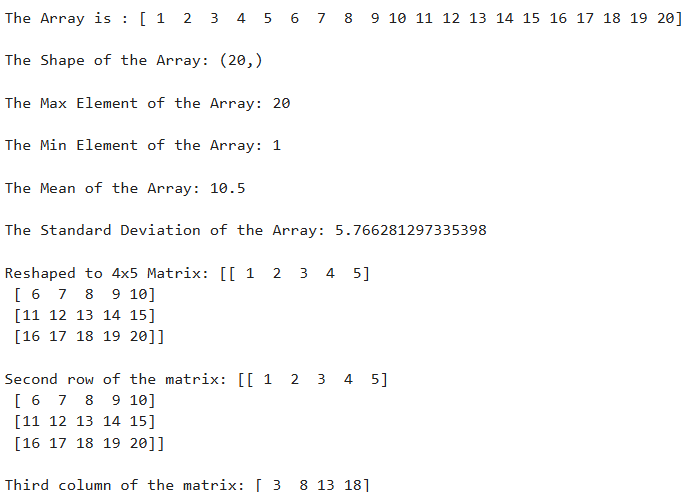 The Array is : [ 1  2  3  4  5  6  7  8  9 10 11 12 13 14 15 16 17 18 19 20]
The Shape of the Array: (20,)
The Max Element of the Array: 20
The Min Element of the Array: 1
The Mean of the Array: 10.5
The Standard Deviation of the Array: 5.766281297335398
Reshaped to 4x5 Matrix: [[ 1  2  3  4  5]
 [ 6  7  8  9 10]
 [11 12 13 14 15]
 [16 17 18 19 20]]
Second row of the matrix: [[ 1  2  3  4  5]
 [ 6  7  8  9 10]
 [11 12 13 14 15]
 [16 17 18 19 20]]
Third column of the matrix: [ 3  8 13 18]